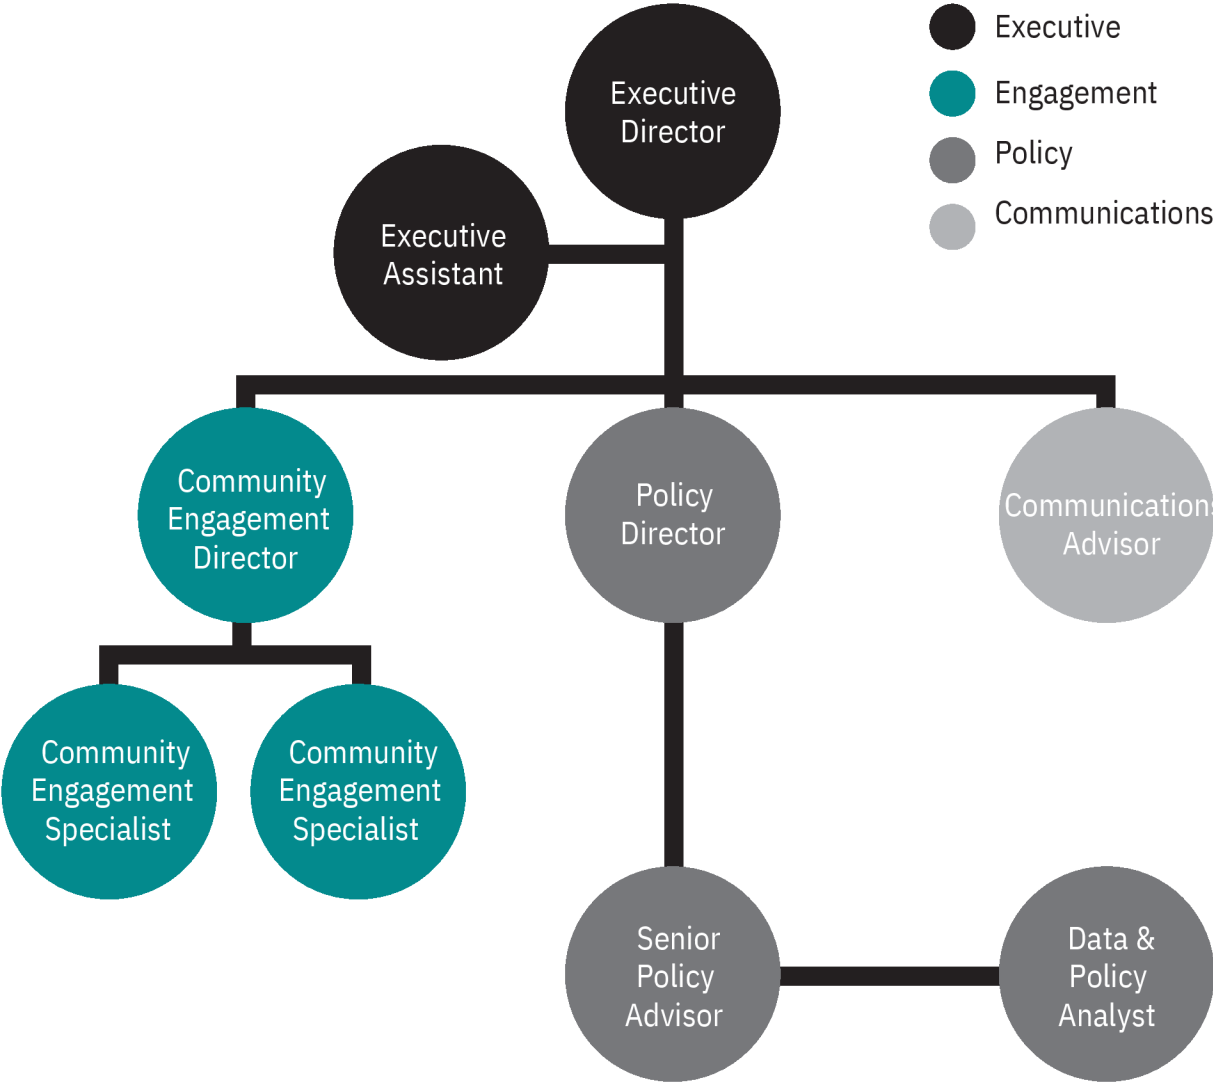 Executive
Director
Executive
Assistant
Executive
Engagement
Policy
Communications
Community
Engagement
Director
Policy
Director
Communications
Advisor
Community
Engagement
Specialist
Community
Engagement
Specialist
Senior
Policy
Advisor
Data &
Policy
Analyst